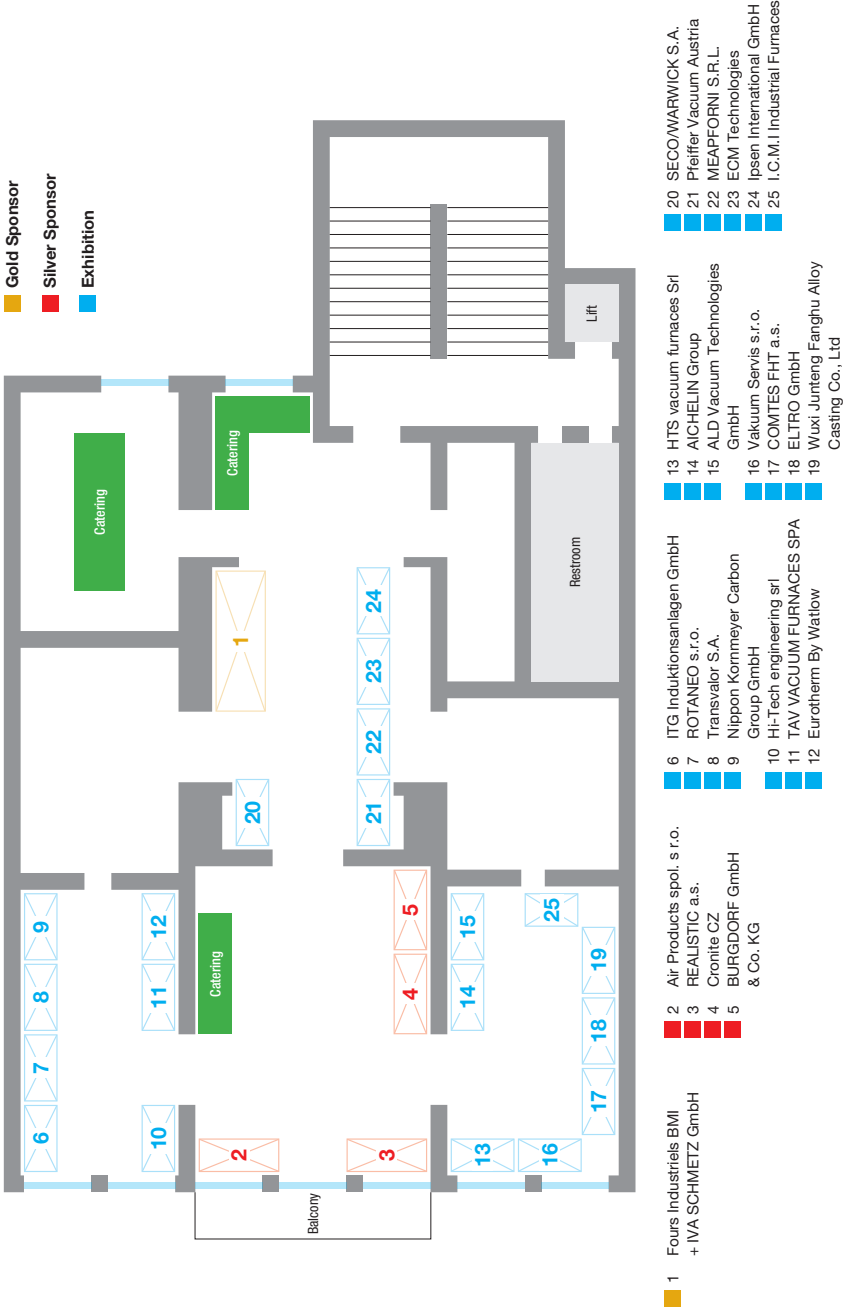 Gold Sponsor
Silver Sponsor
Exhibition
Catering
Catering
Catering
Lift
Restroom
Balcony
1
2
3
4
5
6
7
8
9
10
11
12
13
14
15
16
17
18
19
20
21
22
23
24
25
1 Fours Industriels BMI
+ IVA SCHMETZ GmbH
2 Air Products spol. s r.o.
3 REALISTIC a.s.
4 Cronite CZ
5 BURGDORF GmbH
& Co. KG
6 ITG Induktionsanlagen GmbH
7 ROTANEO s.r.o.
8 Transvalor S.A.
9 Nippon Kornmeyer Carbon
Group GmbH
10 Hi-Tech engineering srl
11 TAV VACUUM FURNACES SPA
12 Eurotherm By Watlow
13 HTS vacuum furnaces Srl
14 AICHELIN Group
15 ALD Vacuum Technologies
GmbH
16 Vakuum Servis s.r.o.
17 COMTES FHT a.s.
18 ELTRO GmbH
19 Wuxi Junteng Fanghu Alloy
Casting Co., Ltd
20 SECO/WARWICK S.A.
21 Pfeiffer Vacuum Austria
22 MEAPFORNI S.R.L.
23 ECM Technologies
24 Ipsen International GmbH
25 I.C.M.I Industrial Furnaces